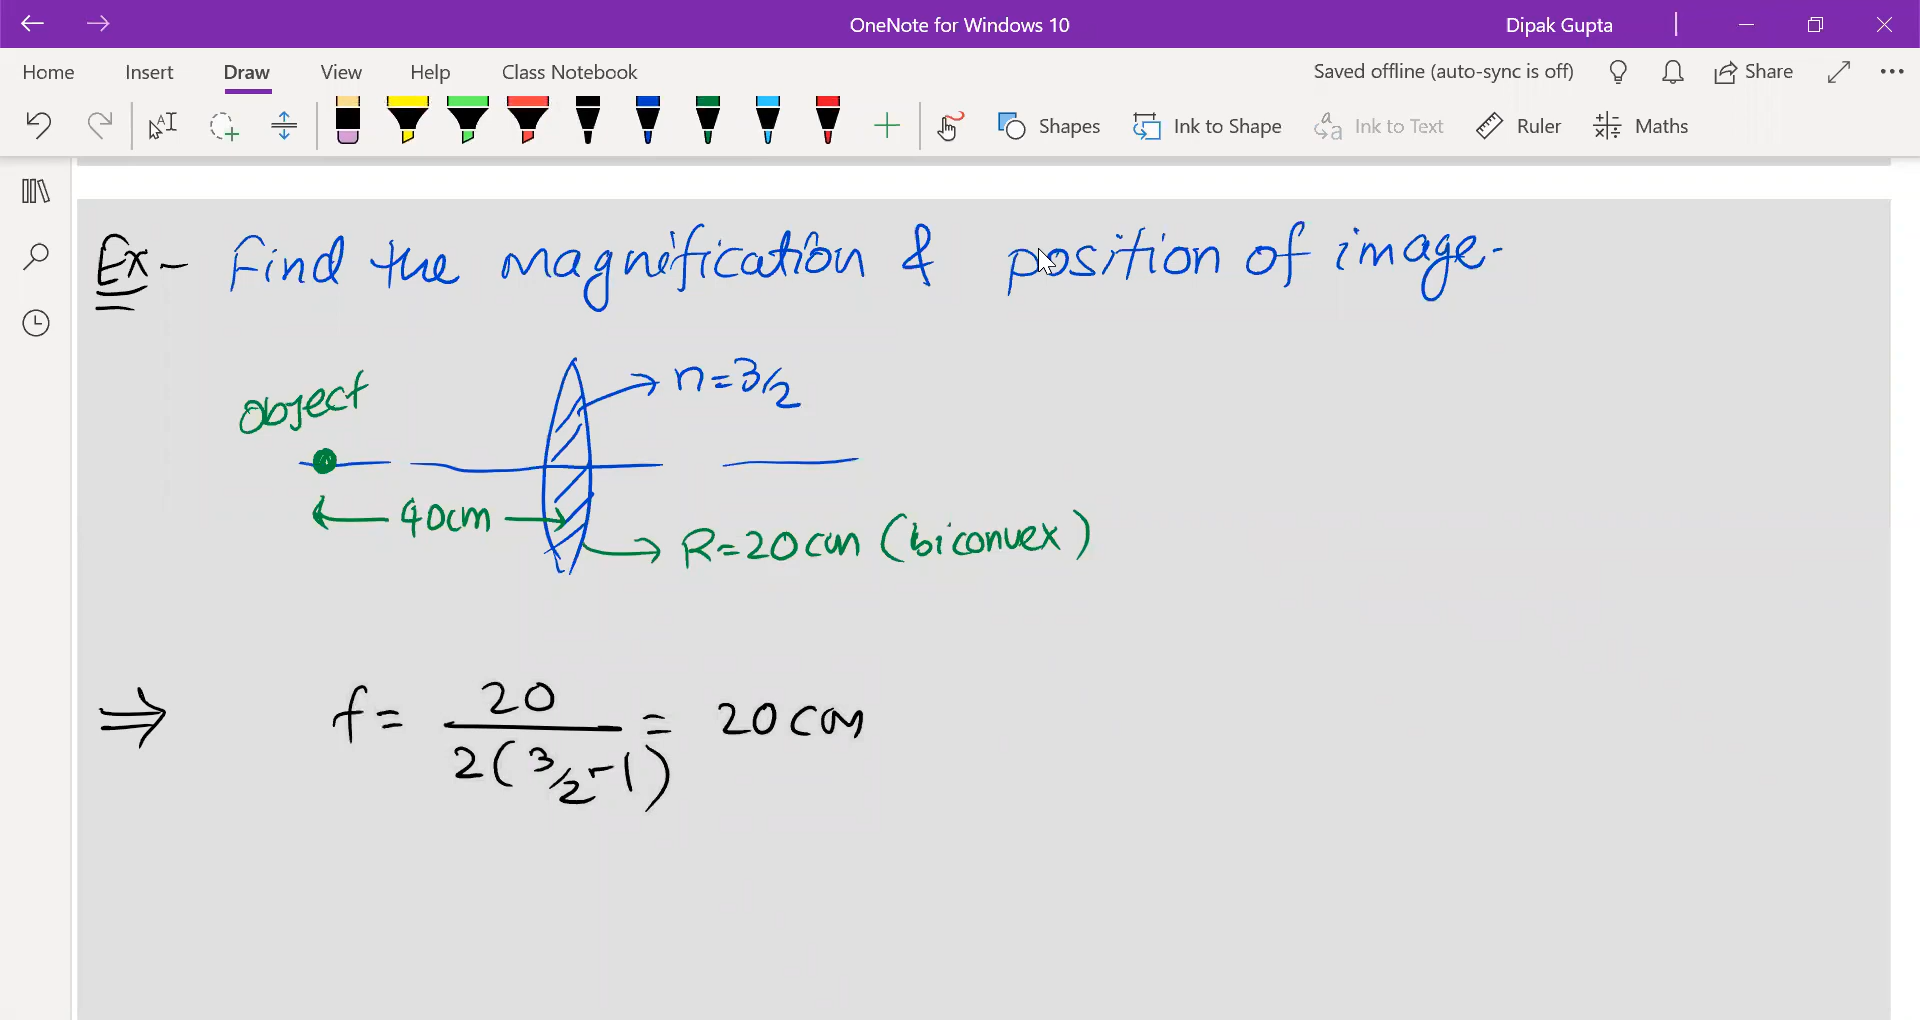 OneNote for Windows 10
Dipak Gupta
Home Insert Draw View Help Class Notebook
Saved offline (auto-sync is off) Share
Shapes Ink to Shape Ink to Text Ruler Maths
Ex- Find the magnification & position of image.
object
n=3/2
40cm
R=20cm (biconvex)
⇒ f = 20/2(3/2-1) = 20cm